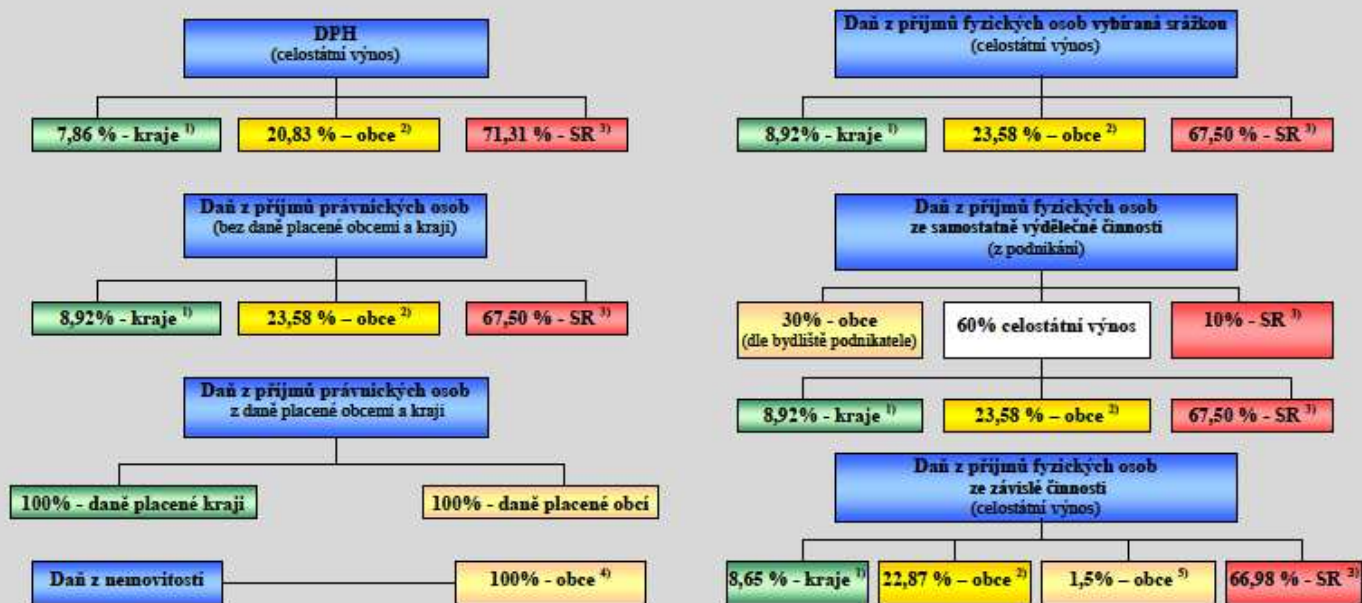 DPH
(celostátní výnos)
7,86 % - kraje 1)
20,83 % – obce 2)
71,31 % - SR 3)
Daň z příjmů právnických osob
(bez daně placené obcemi a kraji)
8,92% - kraje 1)
23,58 % – obce 2)
67,50 % - SR 3)
Daň z příjmů právnických osob
z daně placené obcemi a kraji
100% - daně placené kraji
100% - daně placené obcí
Daň z nemovitostí
100% - obce 4)
Daň z příjmů fyzických osob vybíraná srážkou
(celostátní výnos)
8,92% - kraje 1)
23,58 % – obce 2)
67,50 % - SR 3)
Daň z příjmů fyzických osob
ze samostatně výdělečné činnosti
(z podnikání)
30% - obce
(dle bydliště podnikatele)
60% celostátní výnos
10% - SR 3)
8,92% - kraje 1)
23,58 % – obce 2)
67,50 % - SR 3)
Daň z příjmů fyzických osob
ze závislé činnosti
(celostátní výnos)
8,65 % - kraje 1)
22,87 % – obce 2)
1,5% – obce 5)
66,98 % - SR 3)